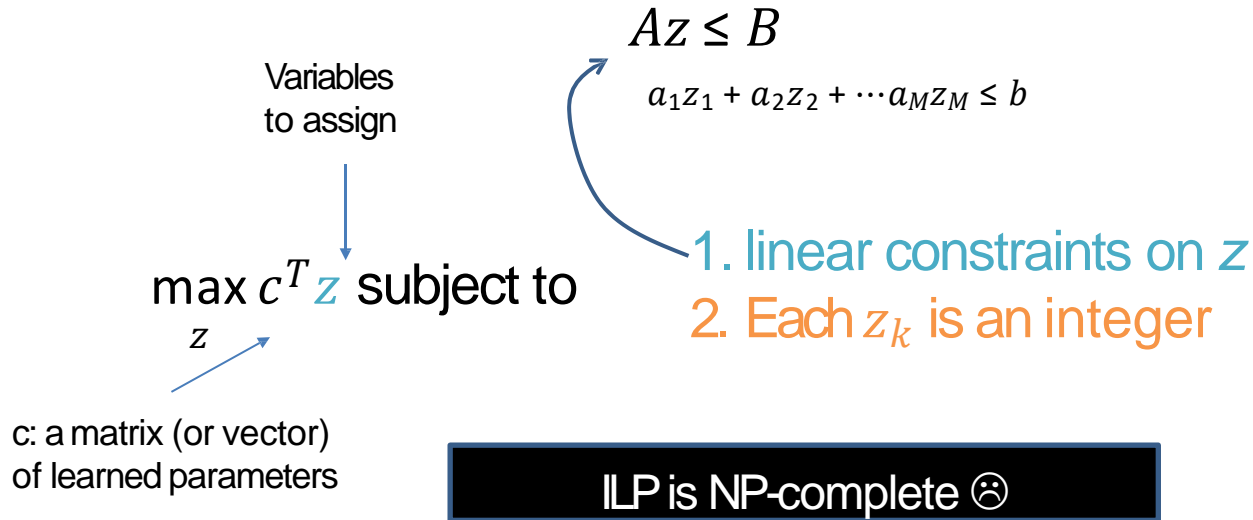 Az ≤ B
a₁z₁ + a₂z₂ + ⋯a_Mz_M ≤ b
Variables
to assign
max c^T z subject to
z
1. linear constraints on z
2. Each z_k is an integer
c: a matrix (or vector)
of learned parameters
ILP is NP-complete ☹